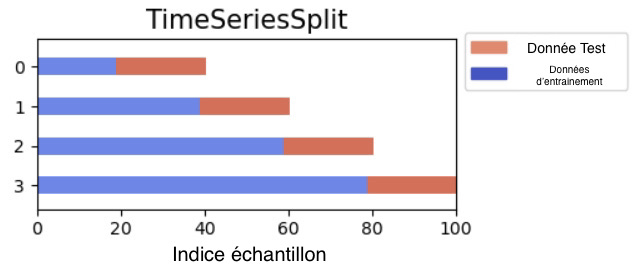 TimeSeriesSplit
Donnée Test
Données
d'entrainement
0
1
2
3
0 20 40 60 80 100
Indice échantillon